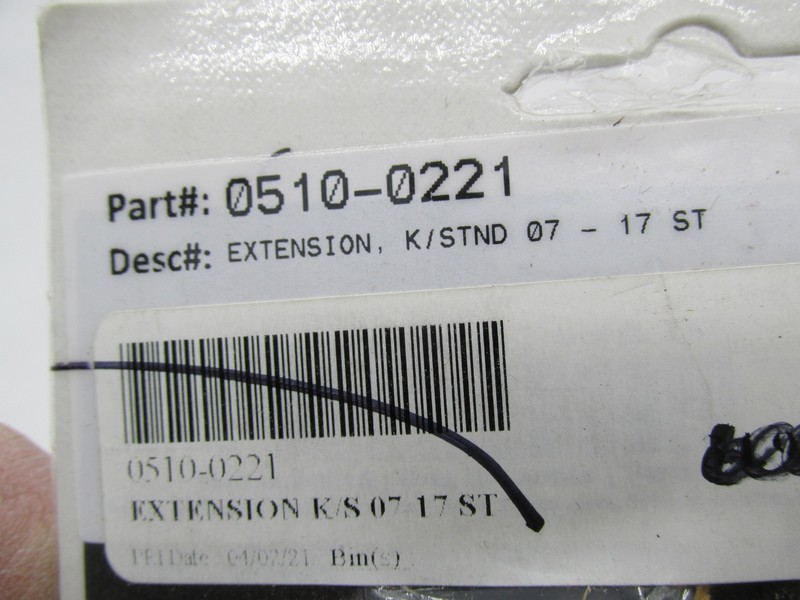 Part#: 0510-0221
Desc#: EXTENSION, K/STND 07 - 17 ST
0510-0221
EXTENSION K/S 07-17 ST
Date 04/02/21 Bin(s)